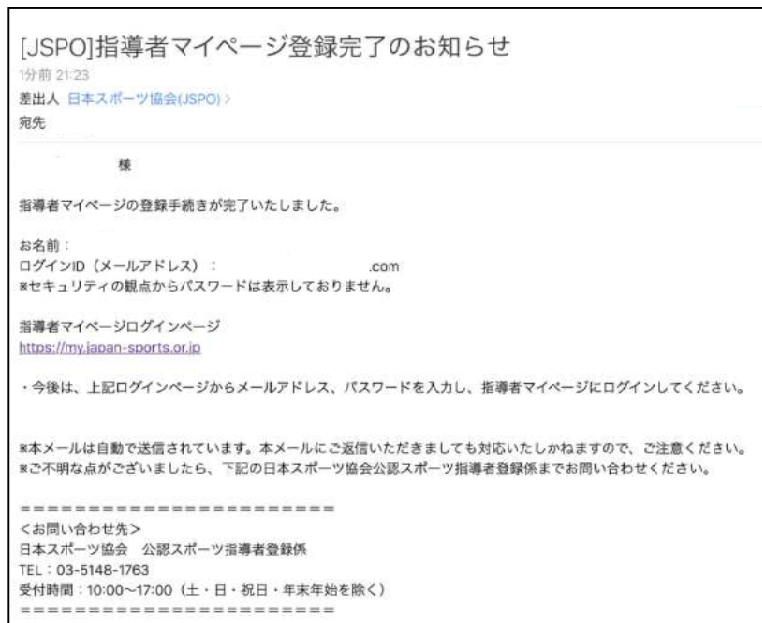 [JSPO]指導者マイページ登録完了のお知らせ
1分前 21:23
差出人 日本スポーツ協会(JSPO) >
宛先
様
指導者マイページの登録手続きが完了いたしました。
お名前：
ログインID（メールアドレス）： .com
※セキュリティの観点からパスワードは表示しておりません。
指導者マイページログインページ
https://my.japan-sports.or.jp
・今後は、上記ログインページからメールアドレス、パスワードを入力し、指導者マイページにログインしてください。
※本メールは自動で送信されています。本メールにご返信いただきましても対応いたしかねますので、ご注意ください。
※ご不明な点がございましたら、下記の日本スポーツ協会公認スポーツ指導者登録係までお問い合わせください。
＝＝＝＝＝＝＝＝＝＝＝＝＝＝＝＝＝＝＝＝＝＝＝＝
＜お問い合わせ先＞
日本スポーツ協会　公認スポーツ指導者登録係
TEL：03-5148-1763
受付時間：10:00～17:00（土・日・祝日・年末年始を除く）
＝＝＝＝＝＝＝＝＝＝＝＝＝＝＝＝＝＝＝＝＝＝＝＝